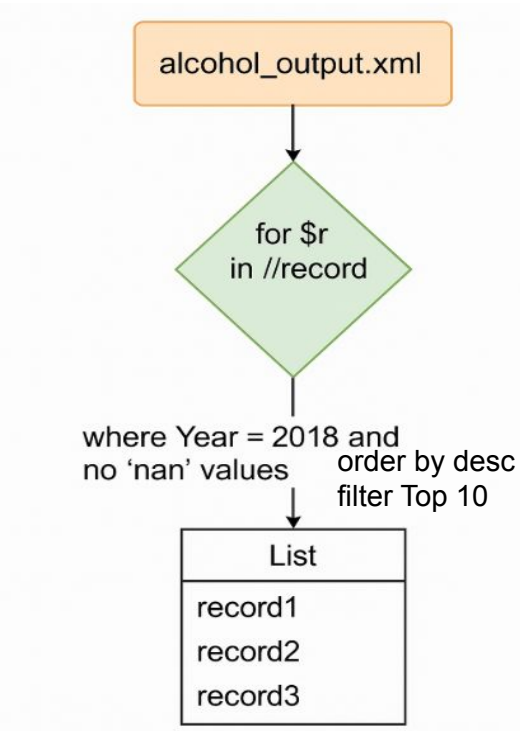 alcohol_output.xml
for $r
in //record
where Year = 2018 and
no ‘nan’ values
order by desc
filter Top 10
List
record1
record2
record3